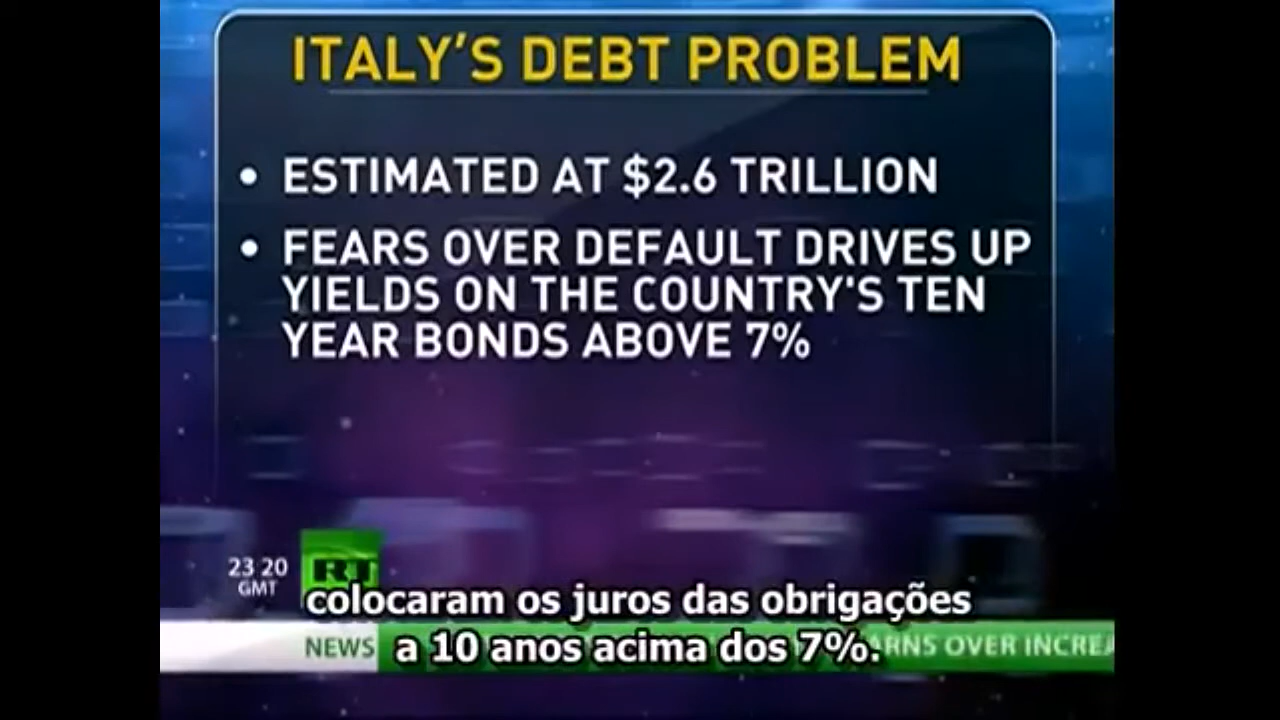 ITALY'S DEBT PROBLEM
• ESTIMATED AT $2.6 TRILLION
• FEARS OVER DEFAULT DRIVES UP
YIELDS ON THE COUNTRY'S TEN
YEAR BONDS ABOVE 7%
23 20
GMT
RT
colocaram os juros das obrigações
a 10 anos acima dos 7%.
NEWS
OVER